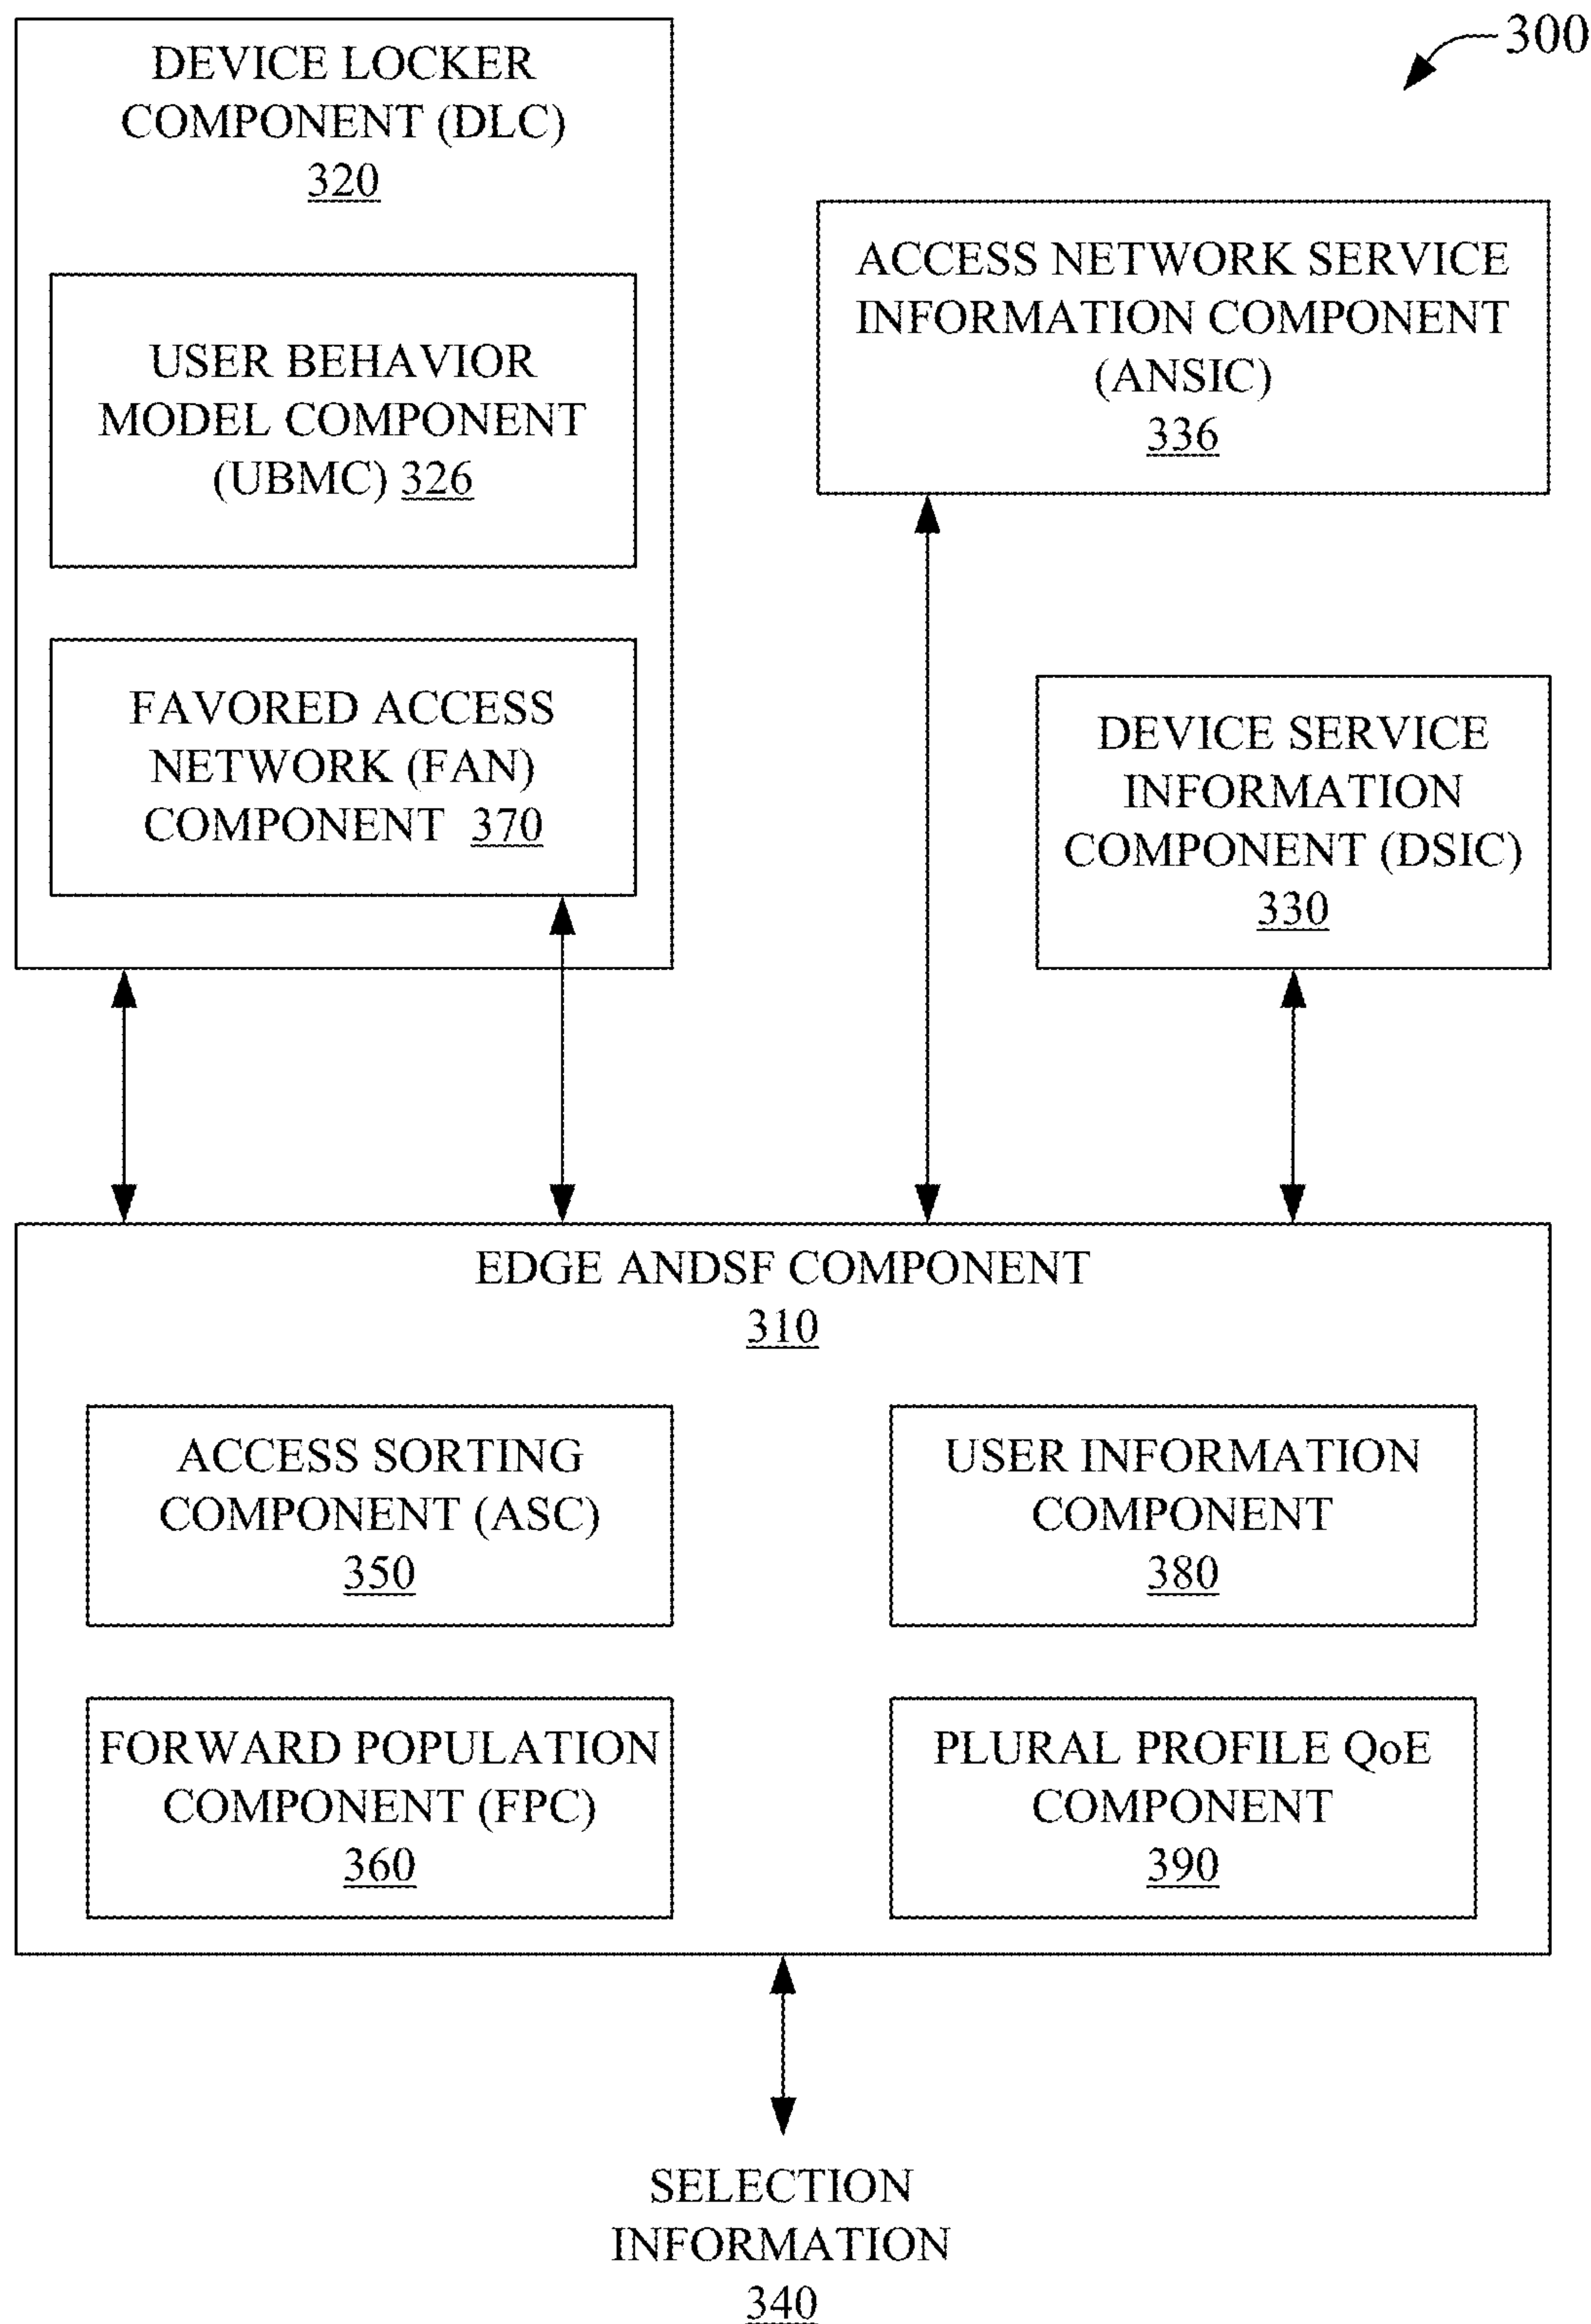 300
DEVICE LOCKER
COMPONENT (DLC)
320
USER BEHAVIOR
MODEL COMPONENT
(UBMC) 326
FAVORED ACCESS
NETWORK (FAN)
COMPONENT 370
ACCESS NETWORK SERVICE
INFORMATION COMPONENT
(ANSIC)
336
DEVICE SERVICE
INFORMATION
COMPONENT (DSIC)
330
EDGE ANDSF COMPONENT
310
ACCESS SORTING
COMPONENT (ASC)
350
USER INFORMATION
COMPONENT
380
FORWARD POPULATION
COMPONENT (FPC)
360
PLURAL PROFILE QoE
COMPONENT
390
SELECTION
INFORMATION
340